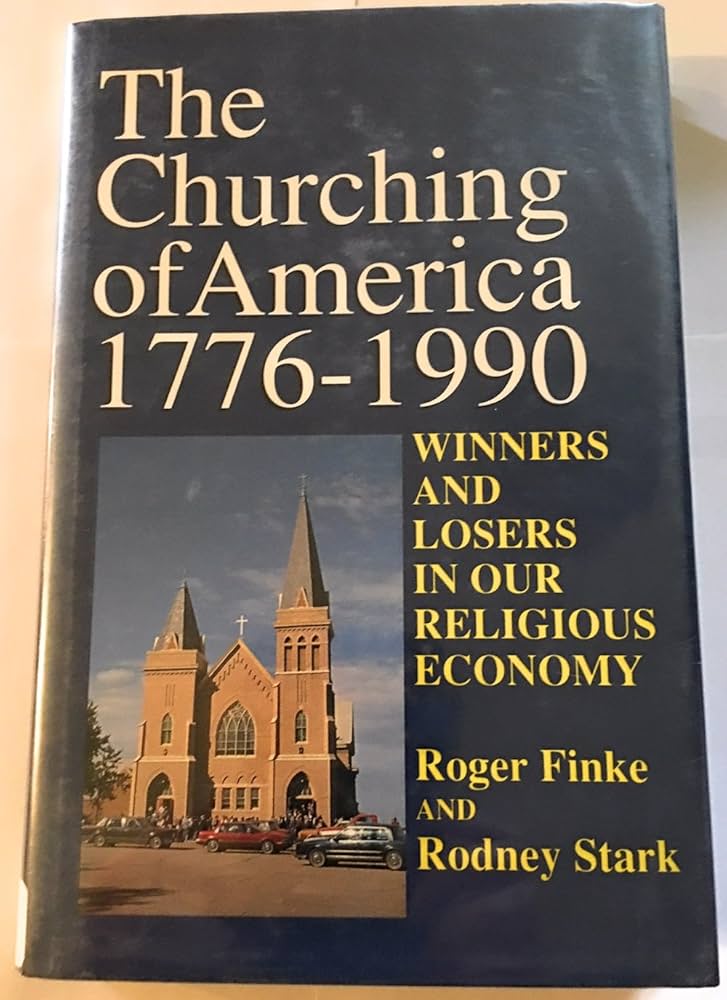 The
Churching
of America
1776-1990
WINNERS
AND
LOSERS
IN OUR
RELIGIOUS
ECONOMY
Roger Finke
AND
Rodney Stark